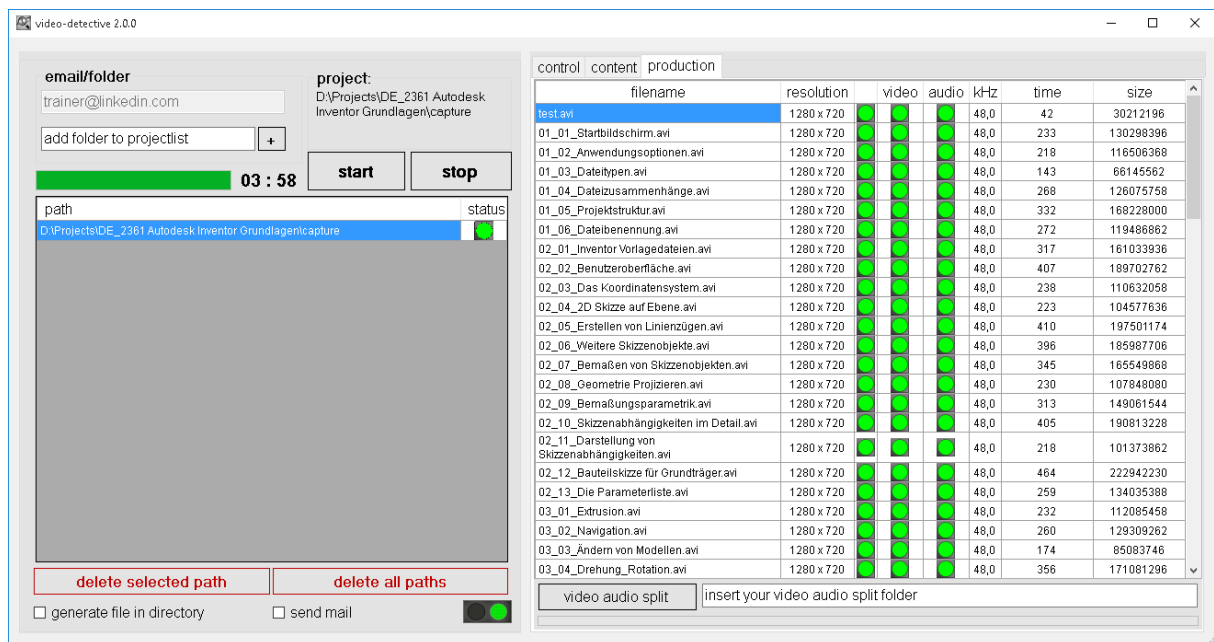 video-detective 2.0.0
email/folder
trainer@linkedin.com
add folder to projectlist
+
project:
D:\Projects\DE_2361 Autodesk
Inventor Grundlagen\capture
03 : 58
start
stop
path status
D:\Projects\DE_2361 Autodesk Inventor Grundlagen\capture
delete selected path
delete all paths
generate file in directory
send mail
control content production
filename resolution video audio kHz time size
test.avi 1280 x 720 48,0 42 30212196
01_01_Startbildschirm.avi 1280 x 720 48,0 233 130298396
01_02_Anwendungsoptionen.avi 1280 x 720 48,0 218 116506368
01_03_Dateitypen.avi 1280 x 720 48,0 143 66145562
01_04_Dateizusammenhänge.avi 1280 x 720 48,0 268 126075758
01_05_Projektstruktur.avi 1280 x 720 48,0 332 168228000
01_06_Dateibenennung.avi 1280 x 720 48,0 272 119486862
02_01_Inventor Vorlagedateien.avi 1280 x 720 48,0 317 161033936
02_02_Benutzeroberfläche.avi 1280 x 720 48,0 407 189702762
02_03_Das Koordinatensystem.avi 1280 x 720 48,0 238 110632058
02_04_2D Skizze auf Ebene.avi 1280 x 720 48,0 223 104577636
02_05_Erstellen von Linienzügen.avi 1280 x 720 48,0 410 197501174
02_06_Weitere Skizzenobjekte.avi 1280 x 720 48,0 396 185987706
02_07_Bemaßen von Skizzenobjekten.avi 1280 x 720 48,0 345 165549868
02_08_Geometrie Projizieren.avi 1280 x 720 48,0 230 107848080
02_09_Bemaßungsparametrik.avi 1280 x 720 48,0 313 149061544
02_10_Skizzenabhängigkeiten im Detail.avi 1280 x 720 48,0 405 190813228
02_11_Darstellung von
Skizzenabhängigkeiten.avi 1280 x 720 48,0 218 101373862
02_12_Bauteilskizze für Grundträger.avi 1280 x 720 48,0 464 222942230
02_13_Die Parameterliste.avi 1280 x 720 48,0 259 134035388
03_01_Extrusion.avi 1280 x 720 48,0 232 112085458
03_02_Navigation.avi 1280 x 720 48,0 260 129309262
03_03_Ändern von Modellen.avi 1280 x 720 48,0 174 85083746
03_04_Drehung_Rotation.avi 1280 x 720 48,0 356 171081296
video audio split
insert your video audio split folder